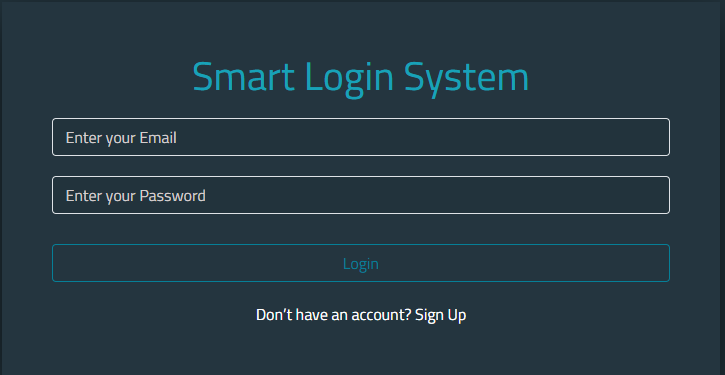 Smart Login System
Enter your Email
Enter your Password
Login
Don't have an account? Sign Up